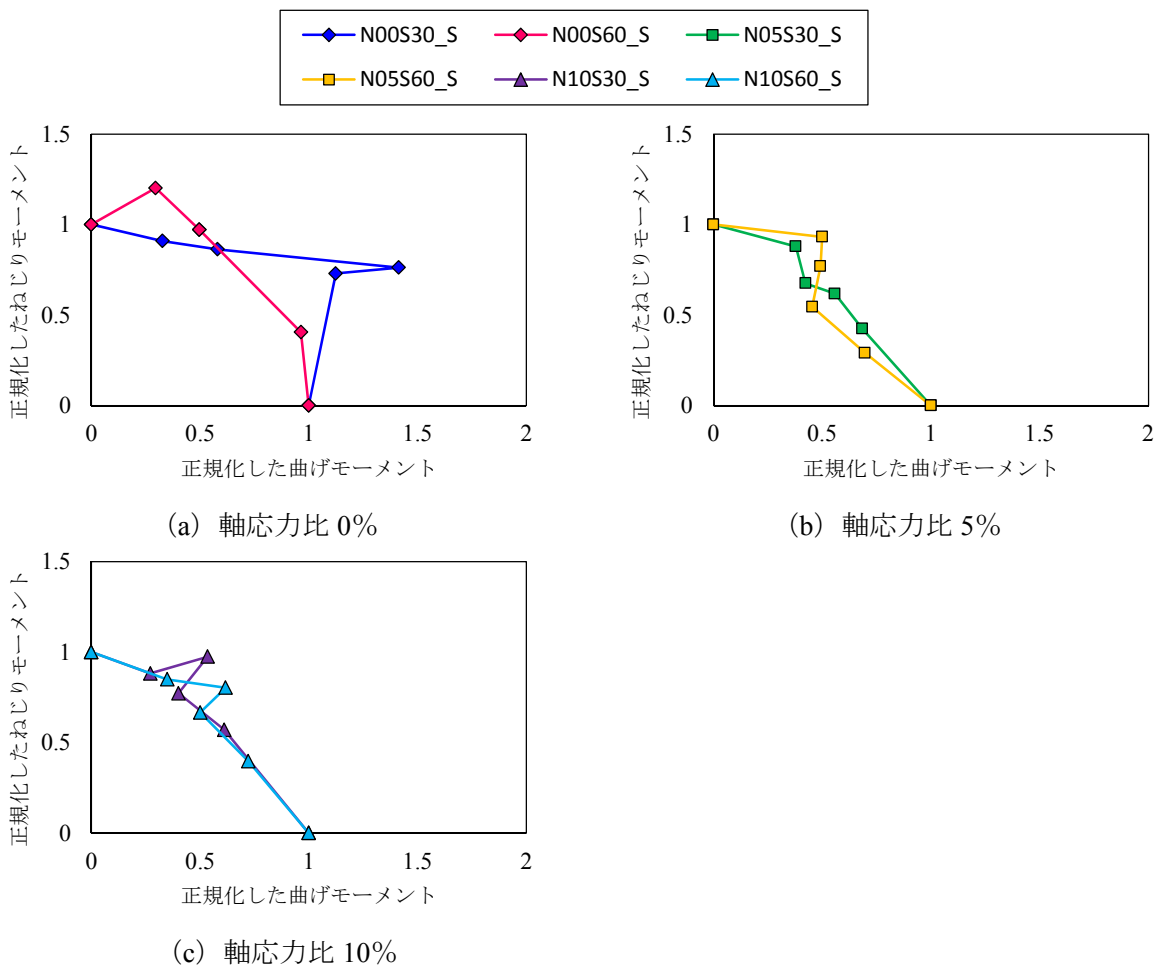 N00S30_S N00S60_S N05S30_S
N05S60_S N10S30_S N10S60_S
正規化したねじりモーメント
1.5
1
0.5
0
0 0.5 1 1.5 2
正規化した曲げモーメント
(a) 軸応力比 0%
正規化したねじりモーメント
1.5
1
0.5
0
0 0.5 1 1.5 2
正規化した曲げモーメント
(b) 軸応力比 5%
正規化したねじりモーメント
1.5
1
0.5
0
0 0.5 1 1.5 2
正規化した曲げモーメント
(c) 軸応力比 10%